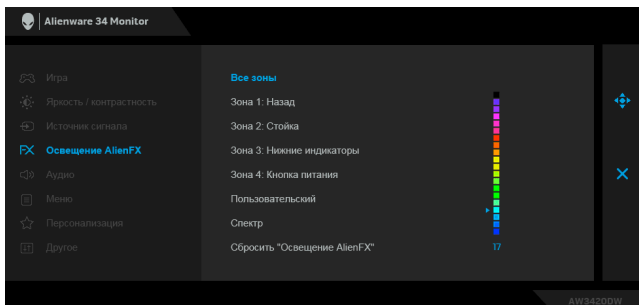 Alienware 34 Monitor
Игра
Яркость / контрастность
Источник сигнала
FX Освещение AlienFX
Аудио
Меню
Персонализация
Другое
Все зоны
Зона 1: Назад
Зона 2: Стойка
Зона 3: Нижние индикаторы
Зона 4: Кнопка питания
Пользовательский
Спектр
Сбросить "Освещение AlienFX"
17
AW3420DW